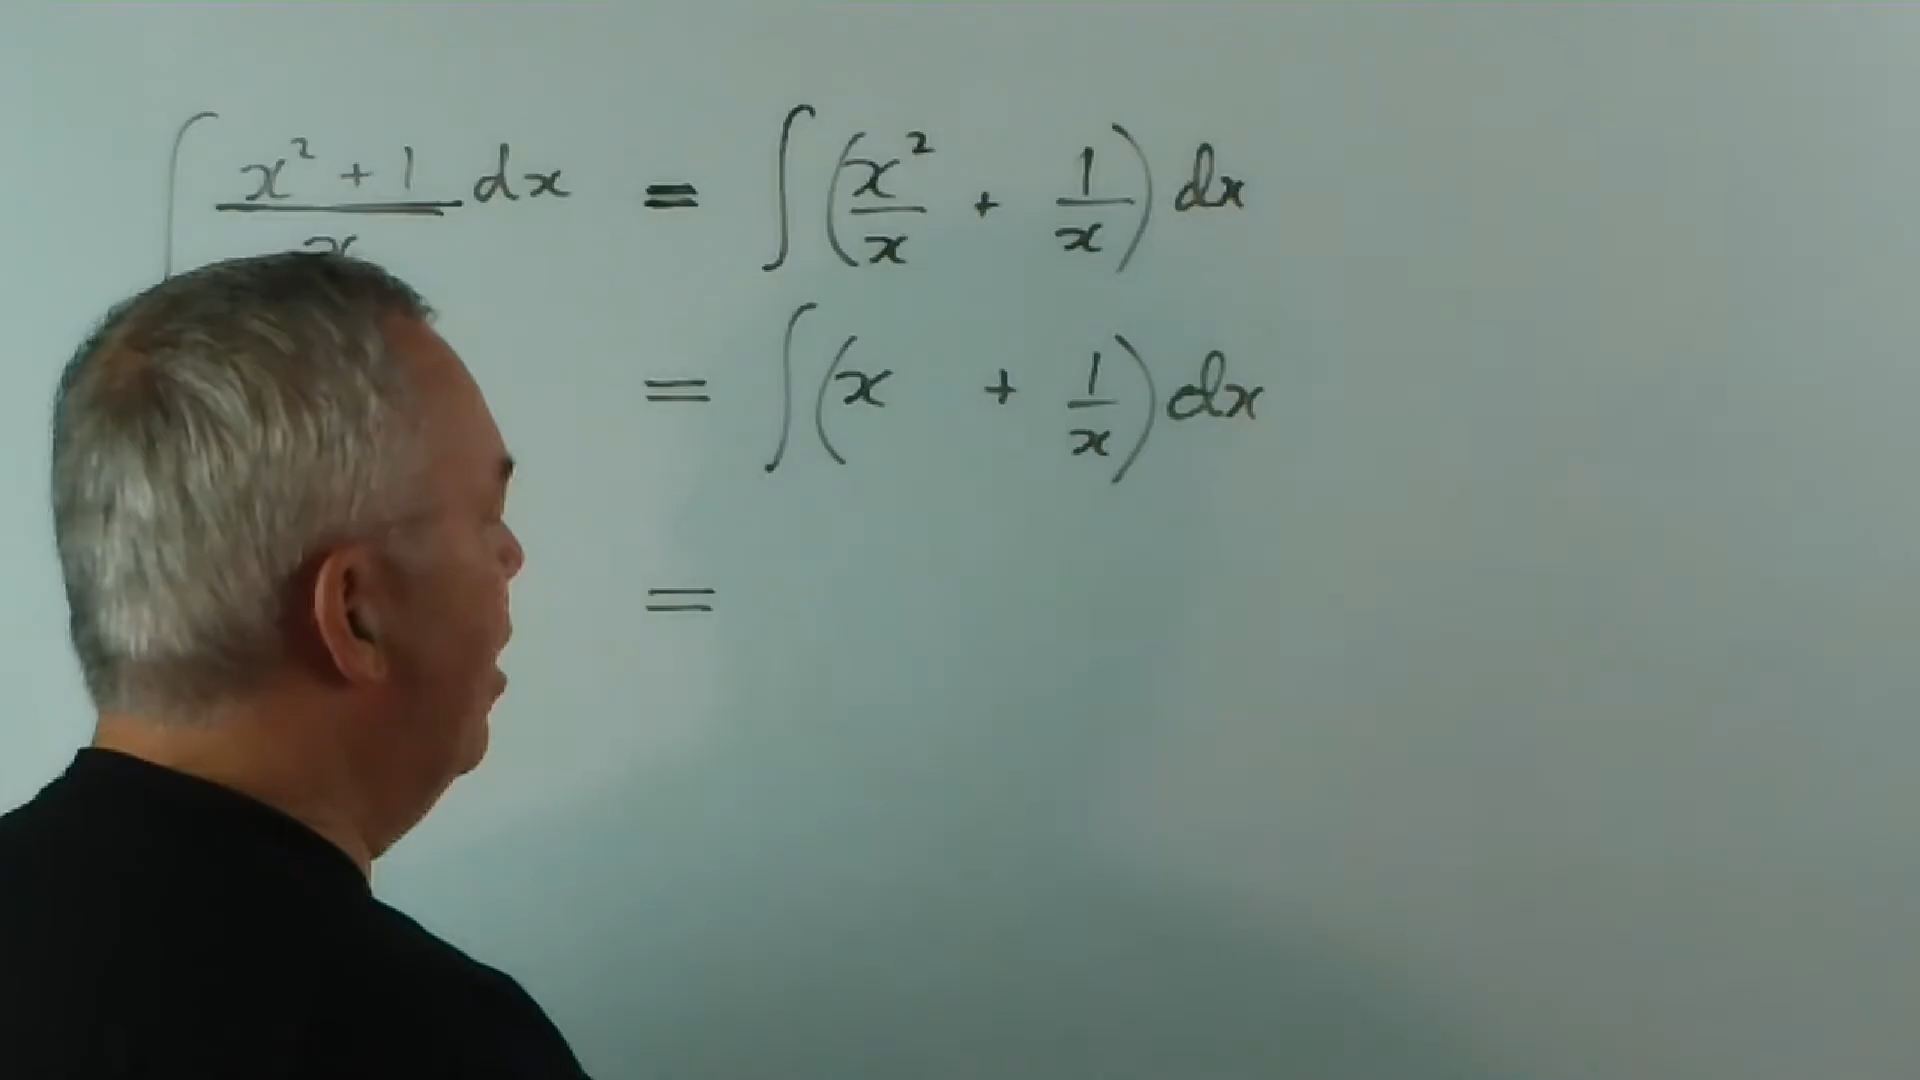 ∫ (x² + 1)/x dx = ∫ (x²/x + 1/x) dx
= ∫ (x + 1/x) dx
=